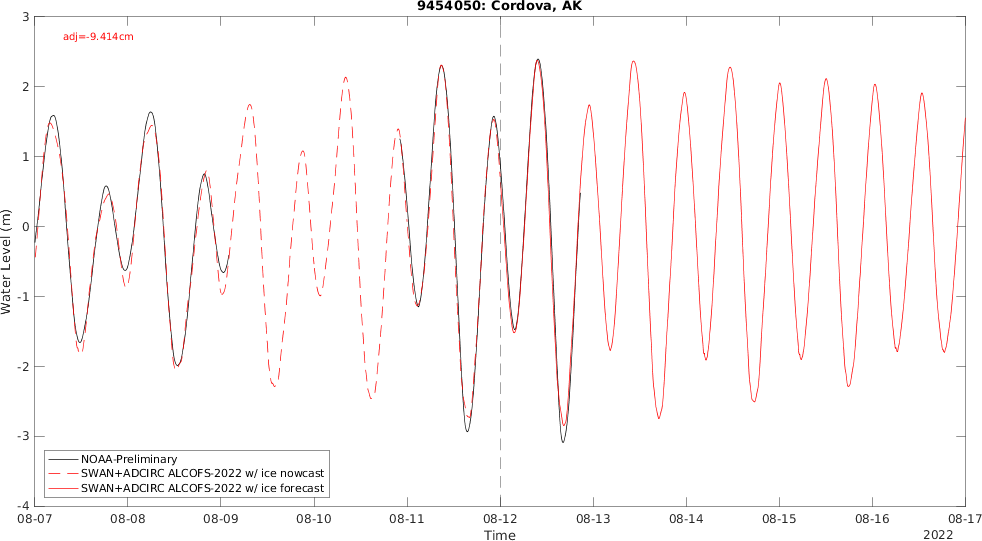 9454050: Cordova, AK
adj=-9.414cm
3
2
1
0
-1
-2
-3
-4
Water Level (m)
NOAA-Preliminary
SWAN+ADCIRC ALCOFS-2022 w/ ice nowcast
SWAN+ADCIRC ALCOFS-2022 w/ ice forecast
08-07 08-08 08-09 08-10 08-11 08-12 08-13 08-14 08-15 08-16 08-17
Time
2022